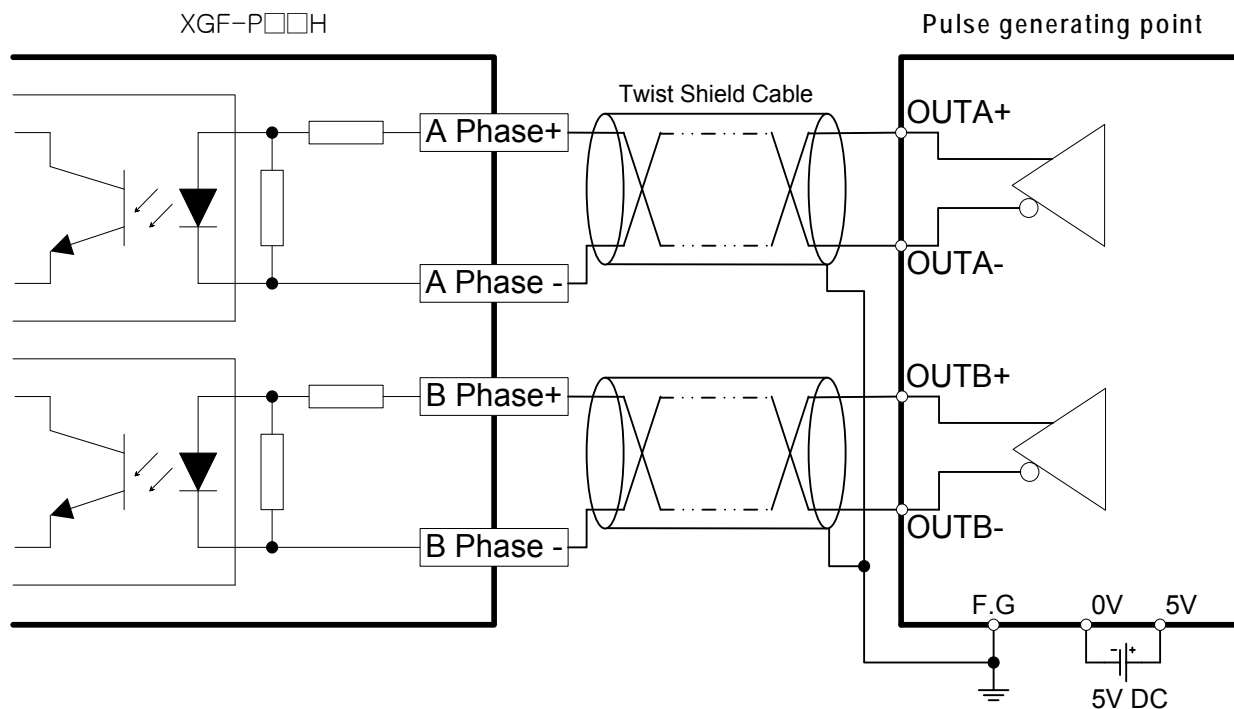 XGF-P□□H
Pulse generating point
Twist Shield Cable
A Phase+
OUTA+
A Phase -
OUTA-
B Phase+
OUTB+
B Phase -
OUTB-
F.G
0V
5V
- +
5V DC